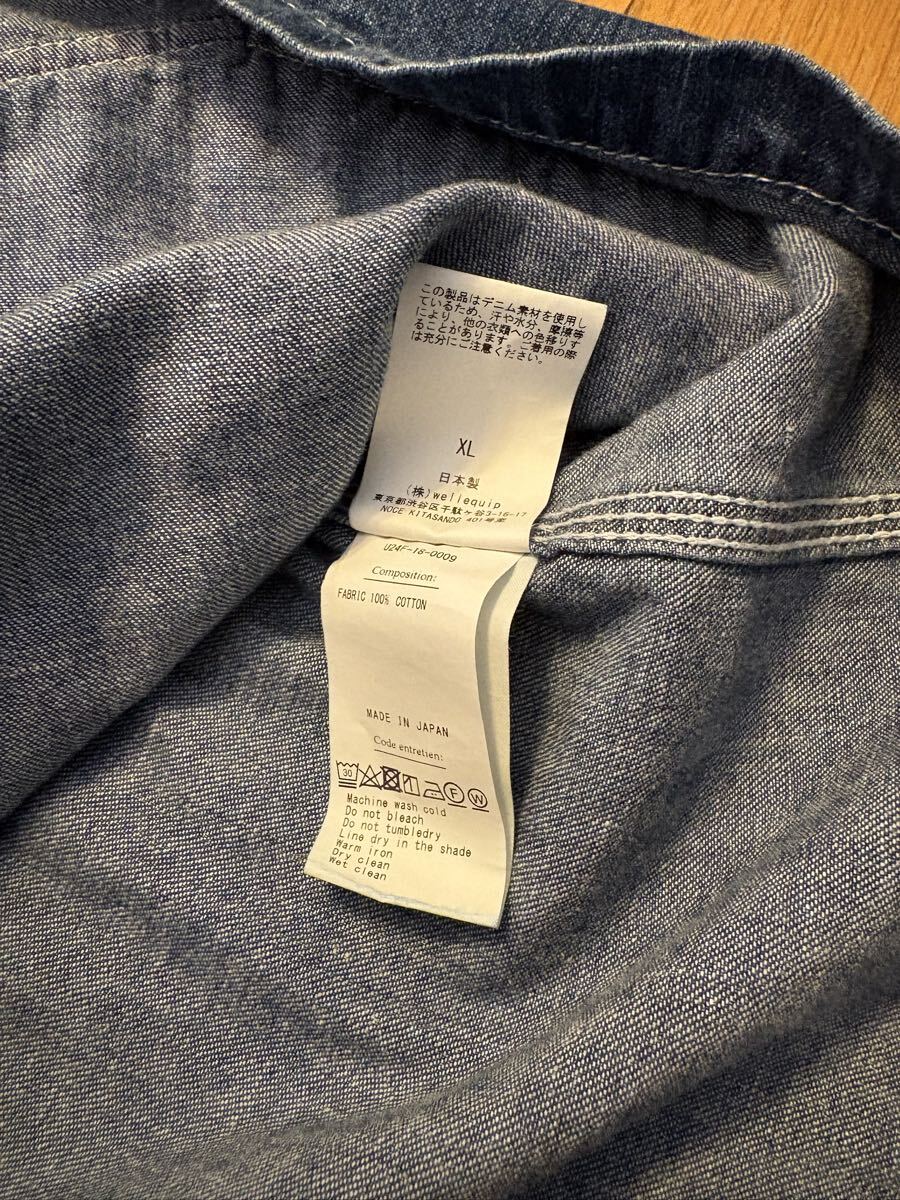 この製品はデニム素材を使用し
ているため、汗や水分、摩擦等
により、他の衣類への色移りす
ることがあります。ご着用の際
は充分にご注意ください。
XL
日本製
(株)wellequip
東京都渋谷区千駄ヶ谷3-16-17
NOCE KITASANDO 401号室
U24F-18-0009
Composition:
FABRIC 100% COTTON
MADE IN JAPAN
Code entretien:
30 F W
Machine wash cold
Do not bleach
Do not tumbledry
Line dry in the shade
Warm iron
Dry clean
Wet clean